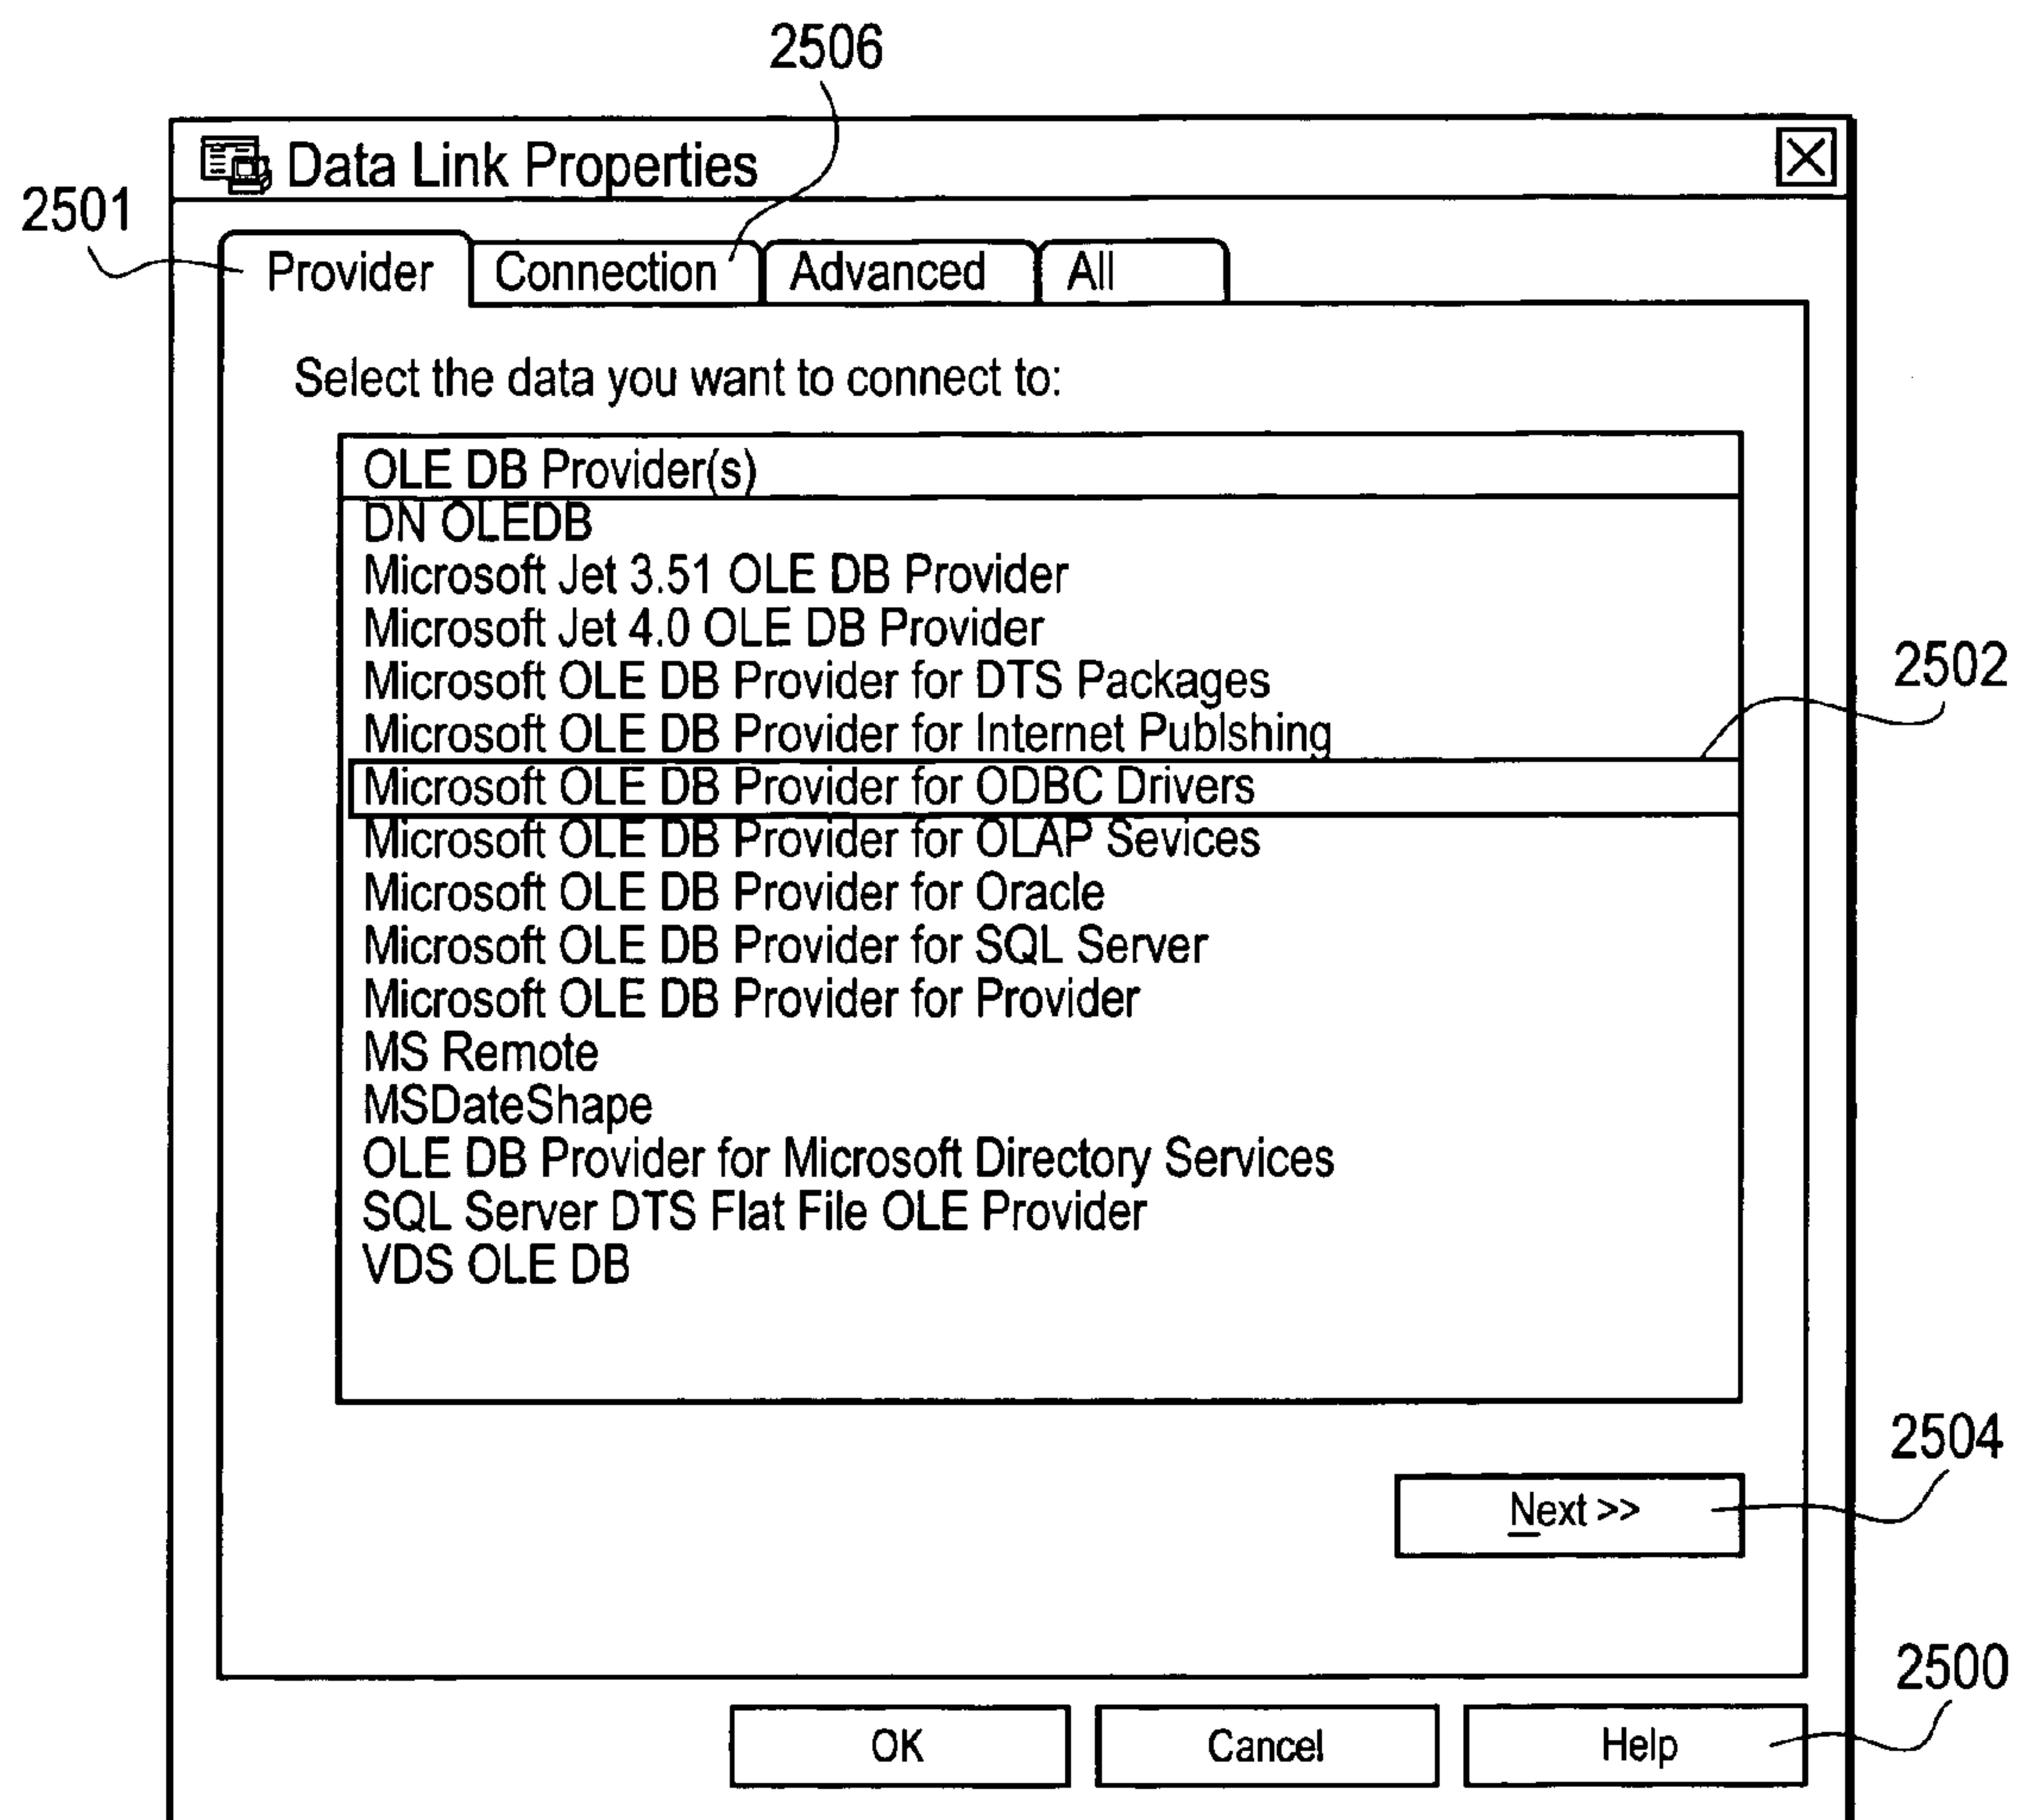 2506
Data Link Properties
2501
Provider Connection Advanced All
Select the data you want to connect to:
OLE DB Provider(s)
DN OLEDB
Microsoft Jet 3.51 OLE DB Provider
Microsoft Jet 4.0 OLE DB Provider
Microsoft OLE DB Provider for DTS Packages
2502
Microsoft OLE DB Provider for Internet Publshing
Microsoft OLE DB Provider for ODBC Drivers
Microsoft OLE DB Provider for OLAP Sevices
Microsoft OLE DB Provider for Oracle
Microsoft OLE DB Provider for SQL Server
Microsoft OLE DB Provider for Provider
MS Remote
MSDateShape
OLE DB Provider for Microsoft Directory Services
SQL Server DTS Flat File OLE Provider
VDS OLE DB
2504
Next >>
2500
OK Cancel Help